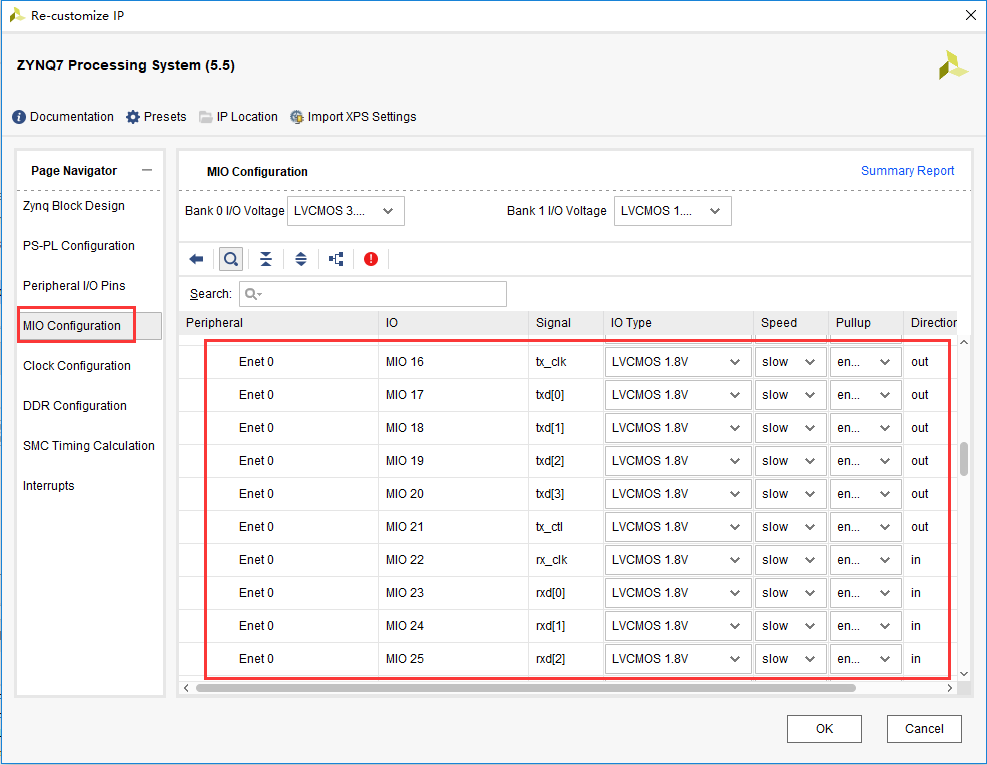 Re-customize IP
ZYNQ7 Processing System (5.5)
Documentation Presets IP Location Import XPS Settings
Page Navigator
Zynq Block Design
PS-PL Configuration
Peripheral I/O Pins
MIO Configuration
Clock Configuration
DDR Configuration
SMC Timing Calculation
Interrupts
MIO Configuration Summary Report
Bank 0 I/O Voltage LVCMOS 3.... Bank 1 I/O Voltage LVCMOS 1....
Search:
Peripheral IO Signal IO Type Speed Pullup Direction
Enet 0 MIO 16 tx_clk LVCMOS 1.8V slow en... out
Enet 0 MIO 17 txd[0] LVCMOS 1.8V slow en... out
Enet 0 MIO 18 txd[1] LVCMOS 1.8V slow en... out
Enet 0 MIO 19 txd[2] LVCMOS 1.8V slow en... out
Enet 0 MIO 20 txd[3] LVCMOS 1.8V slow en... out
Enet 0 MIO 21 tx_ctl LVCMOS 1.8V slow en... out
Enet 0 MIO 22 rx_clk LVCMOS 1.8V slow en... in
Enet 0 MIO 23 rxd[0] LVCMOS 1.8V slow en... in
Enet 0 MIO 24 rxd[1] LVCMOS 1.8V slow en... in
Enet 0 MIO 25 rxd[2] LVCMOS 1.8V slow en... in
OK Cancel